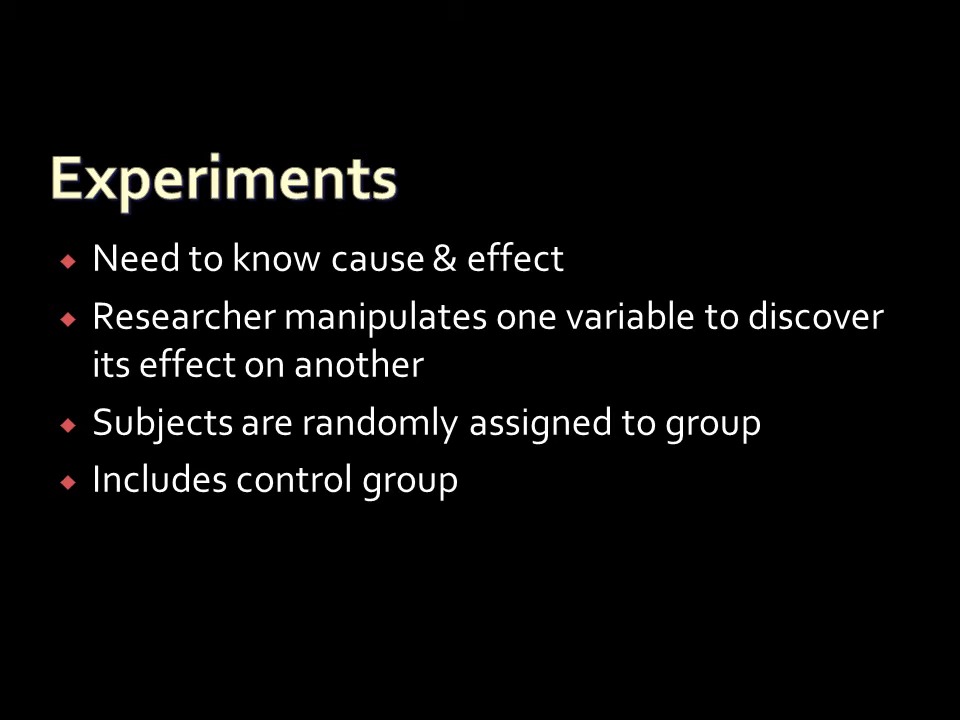 Experiments
Need to know cause & effect
Researcher manipulates one variable to discover
its effect on another
Subjects are randomly assigned to group
Includes control group